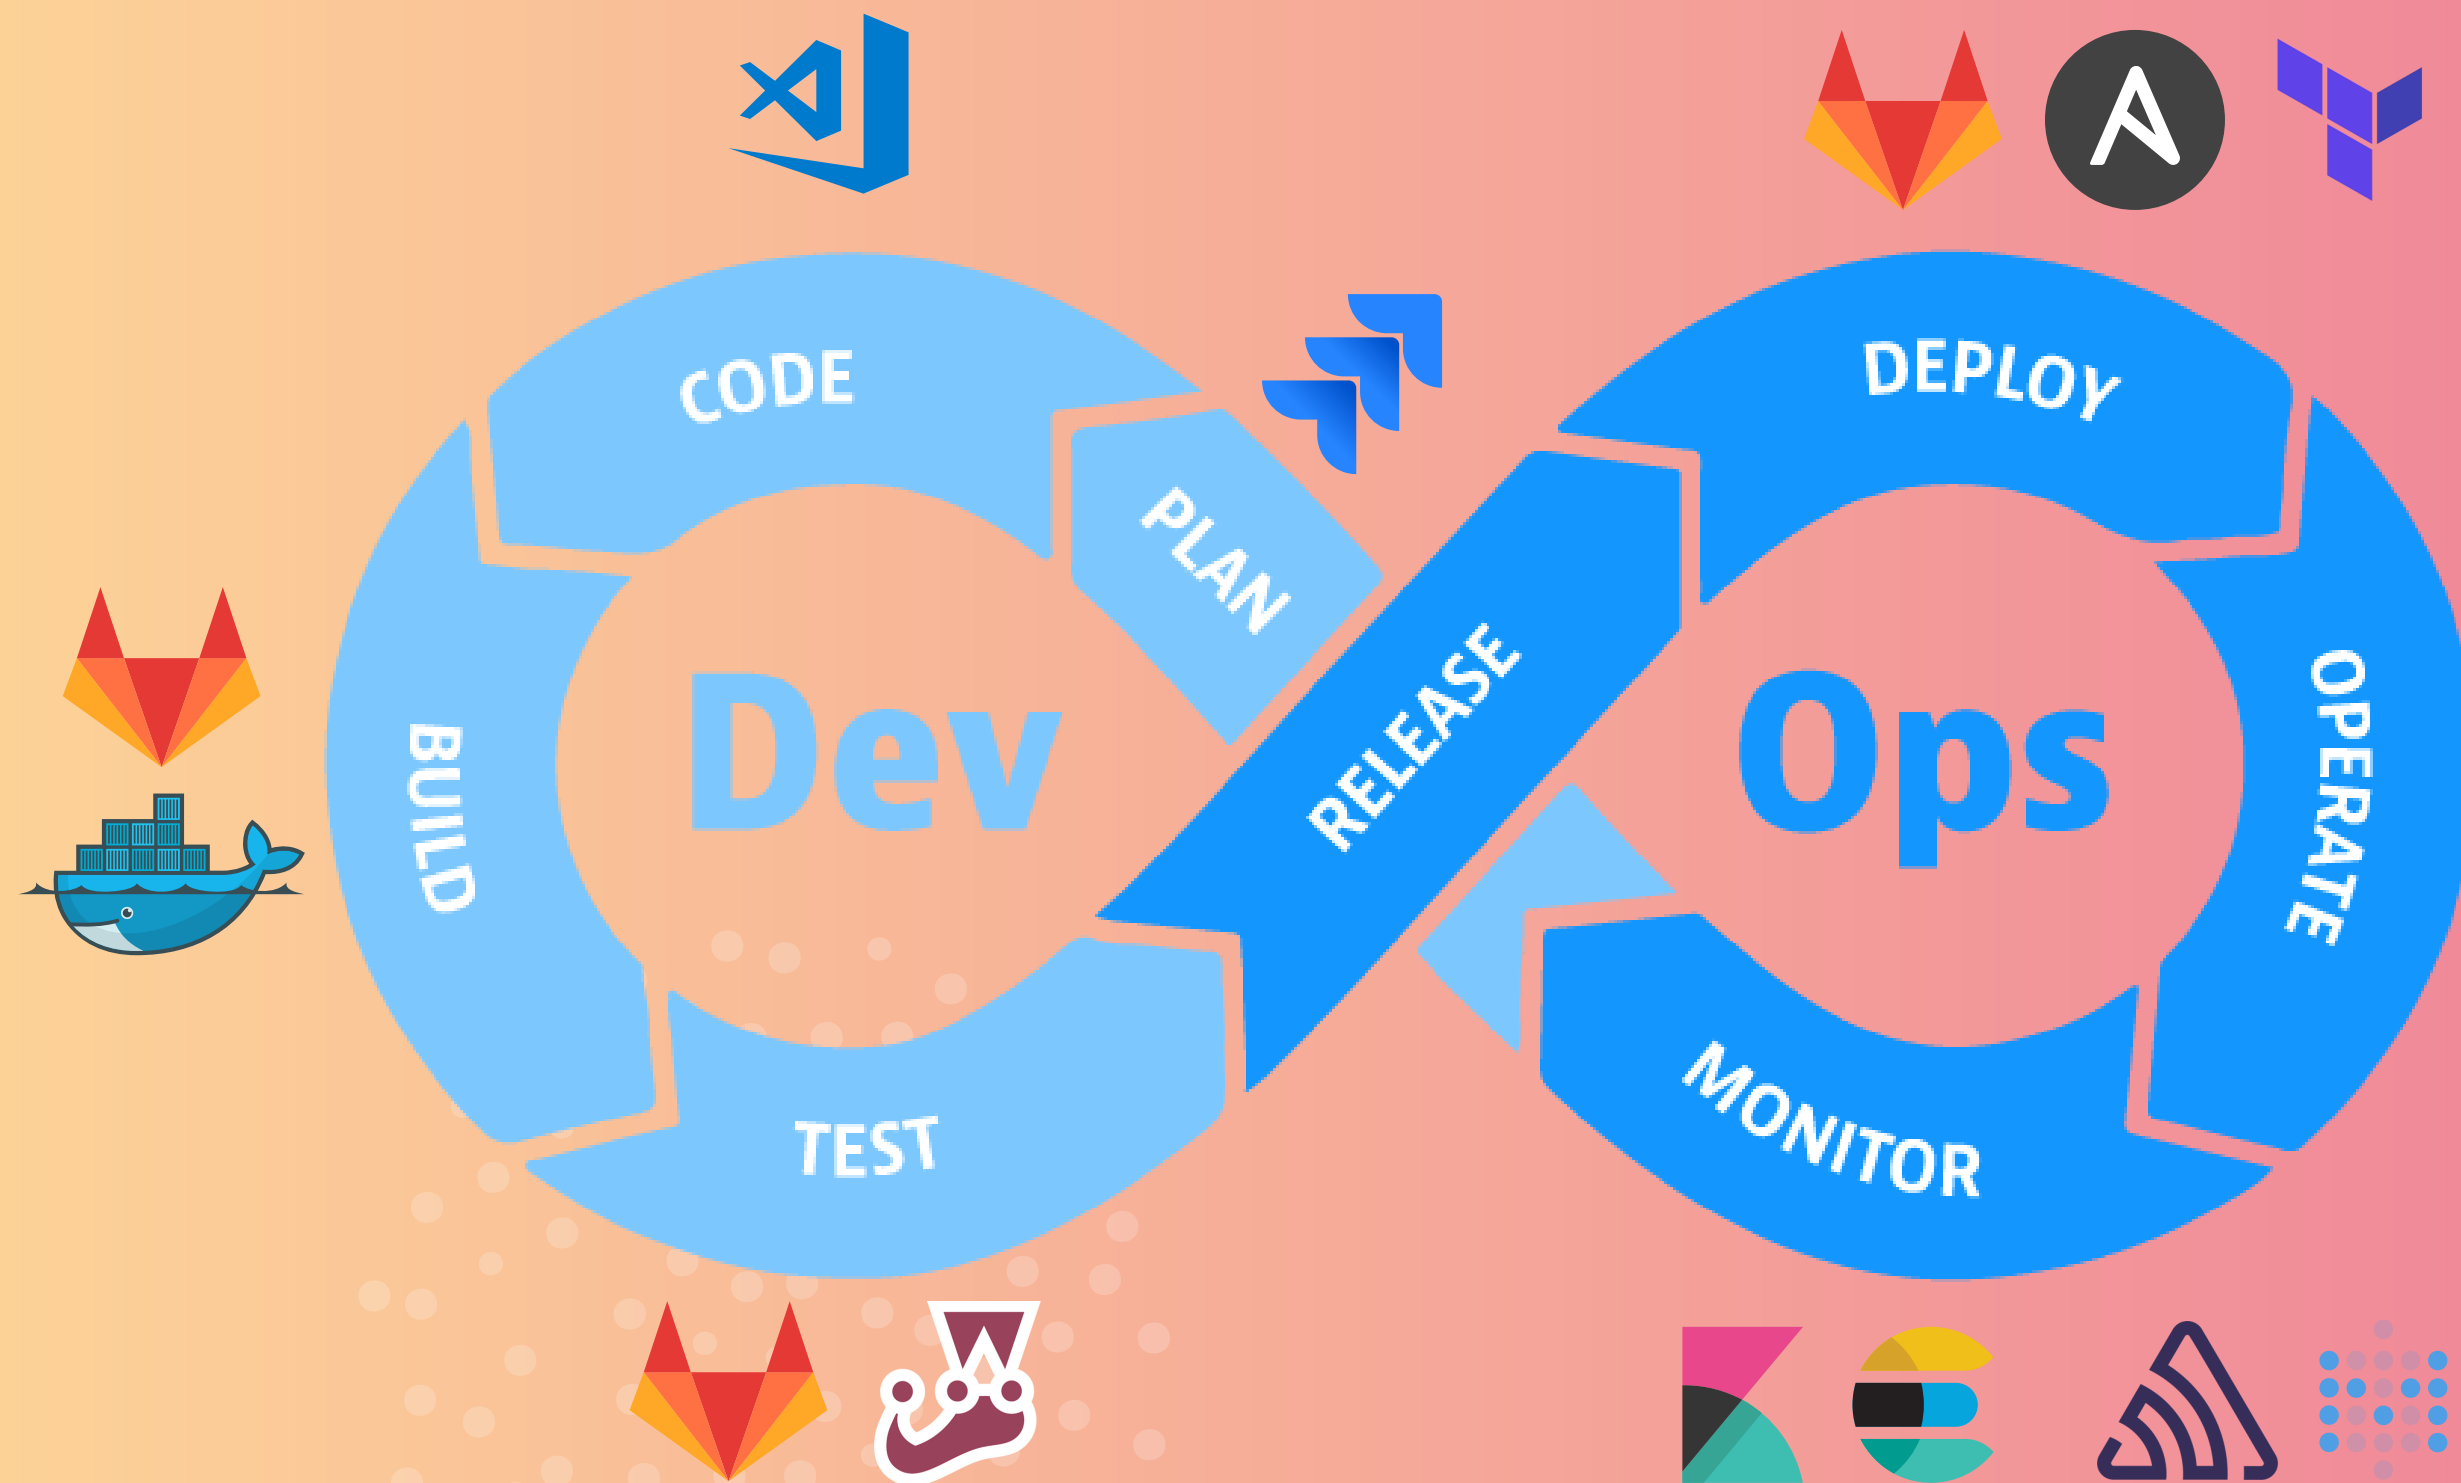 CODE
PLAN
DEPLOY
RELEASE
Dev
Ops
BUILD
OPERATE
TEST
MONITOR